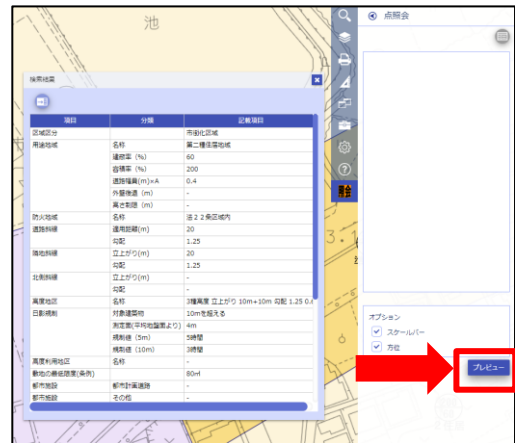 池
点照会
検索結果
項目 分類 記載項目
区域区分 市街化区域
用途地域 名称 第二種住居地域
建蔽率（%） 60
容積率（%） 200
道路幅員(m)×A 0.4
外壁後退（m） -
高さ制限（m） -
防火地域 名称 法２２条区域内
道路斜線 適用距離(m) 20
勾配 1.25
隣地斜線 立上がり(m) 20
勾配 1.25
北側斜線 立上がり(m) -
勾配 -
高度地区 名称 3種高度 立上がり 10m+10m 勾配 1.25 0.
日影規制 対象建築物 10mを超える
測定面(平均地盤面より) 4m
規制値（5m） 5時間
規制値（10m） 3時間
高度利用地区 名称 -
敷地の最低限度(条例) 80㎡
都市施設 都市計画道路 -
都市施設 その他 -
照会
3.
オプション
スケールバー
方位
プレビュー